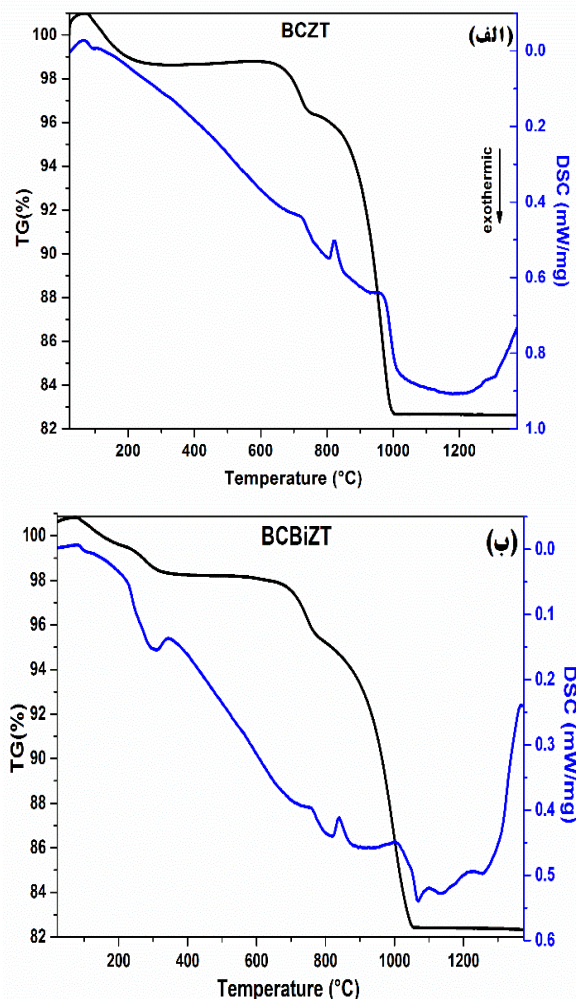 BCZT
(الف)
100
98
96
94
92
90
88
86
84
82
TG(%)
0.0
0.2
0.4
0.6
0.8
1.0
DSC (mW/mg)
exothermic
200 400 600 800 1000 1200
Temperature (°C)
BCBiZT
(ب)
100
98
96
94
92
90
88
86
84
82
TG(%)
0.0
0.1
0.2
0.3
0.4
0.5
0.6
DSC (mW/mg)
200 400 600 800 1000 1200
Temperature (°C)